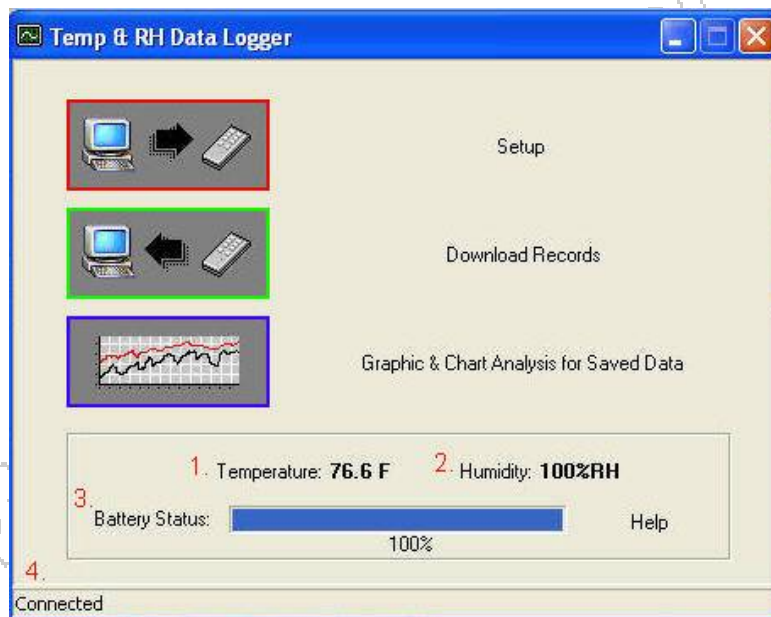 Temp & RH Data Logger
Setup
Download Records
Graphic & Chart Analysis for Saved Data
1. Temperature: 76.6 F 2. Humidity: 100%RH
3.
Battery Status: Help
100%
4.
Connected